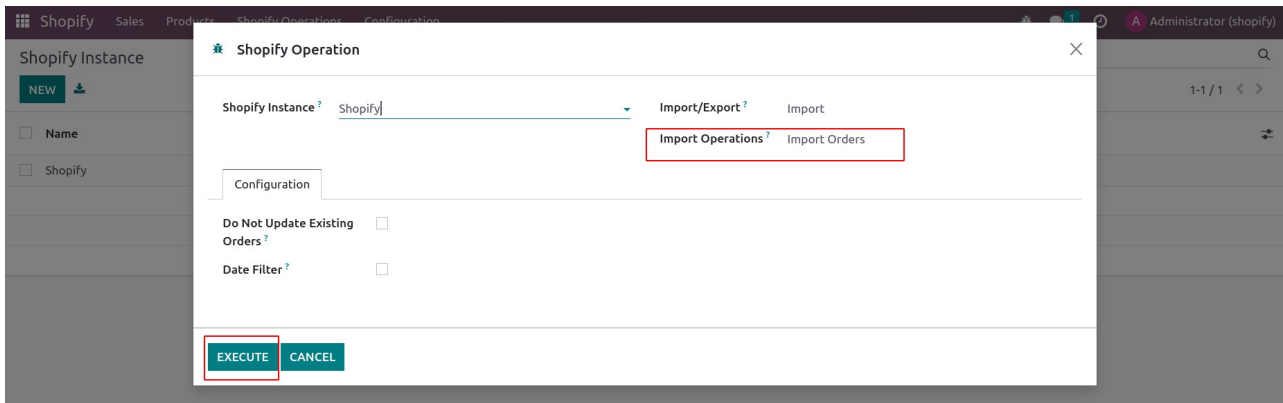 Shopify Sales Products Shopify Operations Configuration 1 A Administrator (shopify)
Shopify Instance
NEW
1-1 / 1
Name
Shopify
Shopify Operation
Shopify Instance ? Shopify
Import/Export ? Import
Import Operations ? Import Orders
Configuration
Do Not Update Existing
Orders ?
Date Filter ?
EXECUTE CANCEL